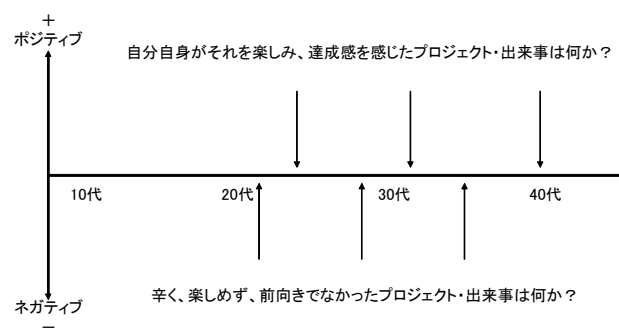 ＋
ポジティブ
自分自身がそれを楽しみ、達成感を感じたプロジェクト・出来事は何か？
10代
20代
30代
40代
辛く、楽しめず、前向きでなかったプロジェクト・出来事は何か？
ネガティブ
－